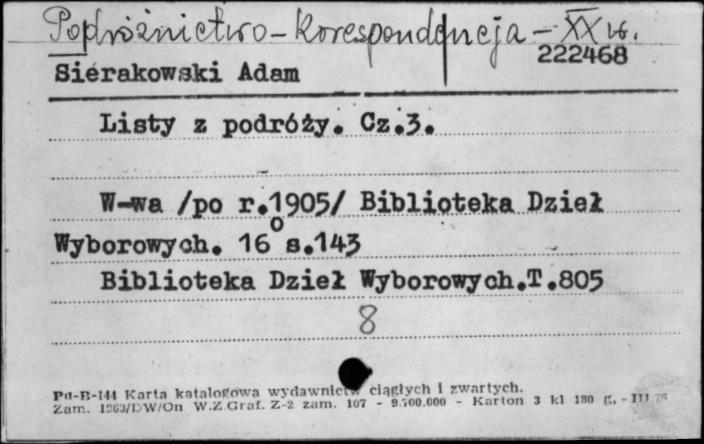 Podróżnictwo - Korespondencja - XX w.
222468
Sierakowski Adam
Listy z podróży. Cz.3.
W-wa /po r.1905/ Biblioteka Dzieł
Wyborowych. 16° s.143
Biblioteka Dzieł Wyborowych.T.805
8
Pu-B-144 Karta katalogowa wydawnictw ciągłych i zwartych.
Zam. 1963/DW/On W.Z.Graf. Z-2 zam. 107 - 9.700.000 - Karton 3 kl 180 g. - III